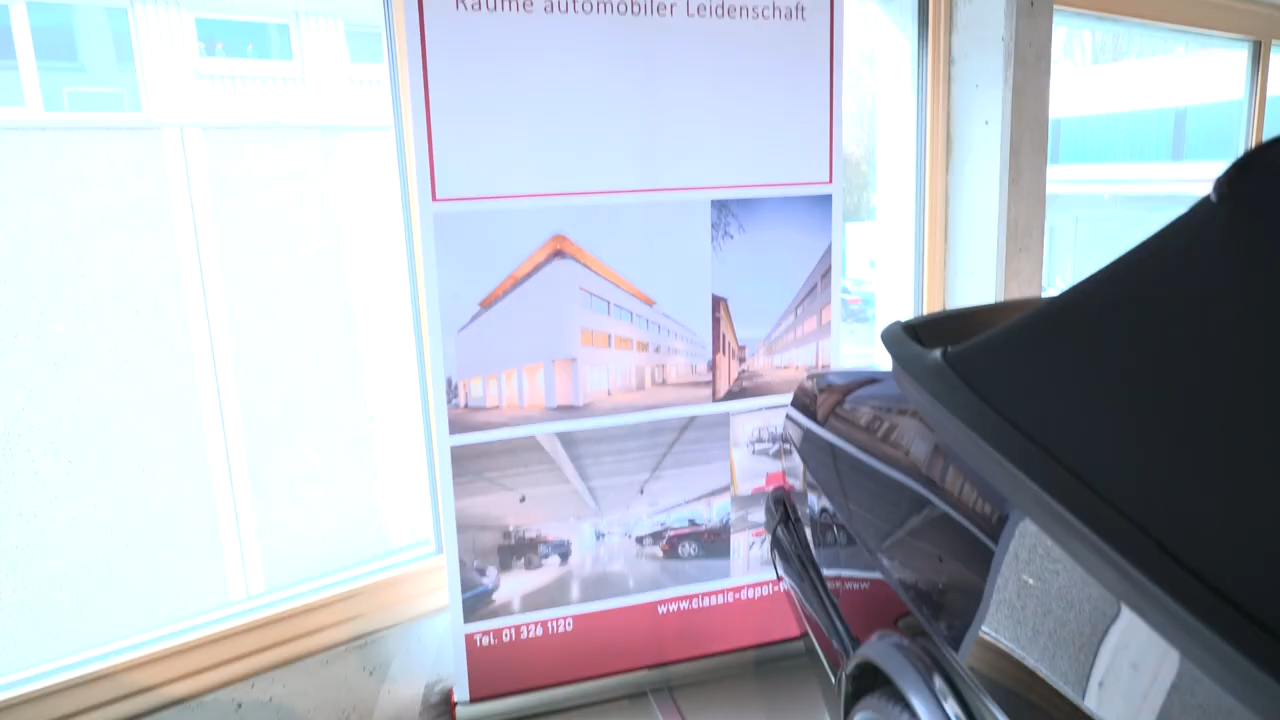 Räume automobiler Leidenschaft
www.classic-depot-
Tel. 01 326 1120